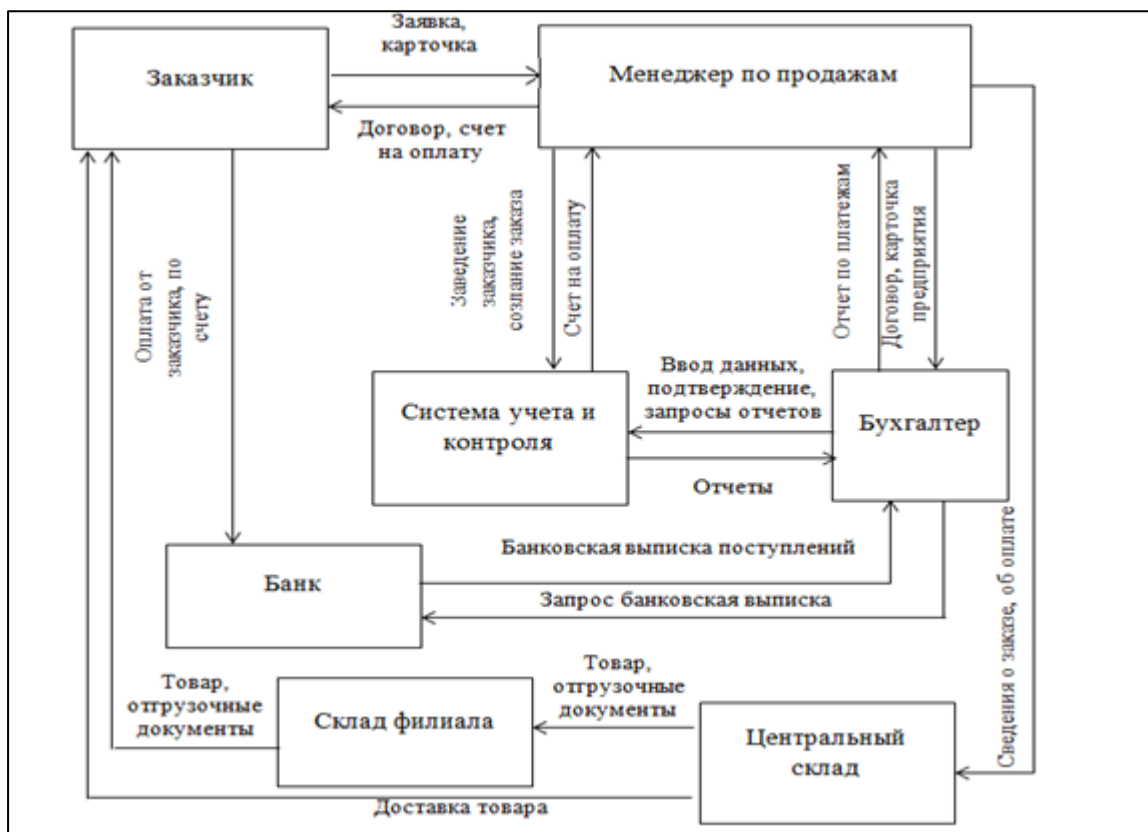 Заявка,
карточка
Заказчик
Менеджер по продажам
Договор, счет
на оплату
Заведение
заказчика,
создание заказа
Счет на оплату
Отчет по платежам
Договор, карточка
предприятия
Оплата от
заказчика, по
счету
Ввод данных,
подтверждение,
запросы отчетов
Система учета и
контроля
Бухгалтер
Отчеты
Банковская выписка поступлений
Банк
Запрос банковская выписка
Сведения о заказе, об оплате
Товар,
отгрузочные
документы
Склад филиала
Товар,
отгрузочные
документы
Центральный
склад
Доставка товара